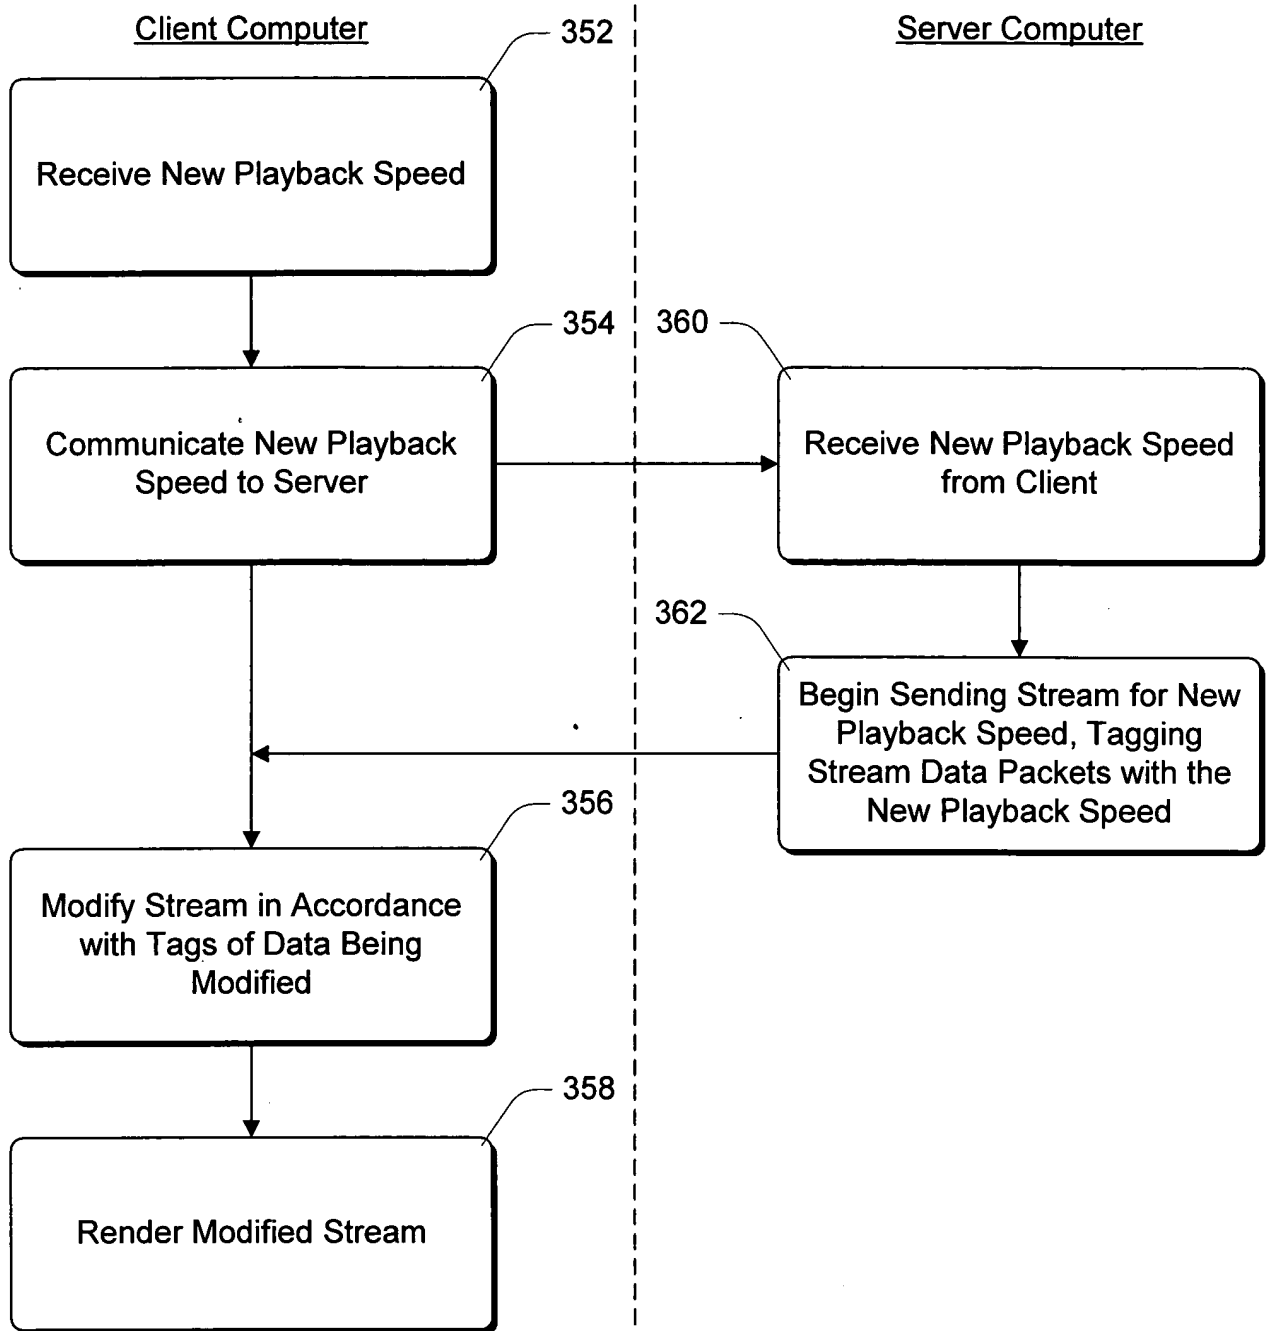 Client Computer
Server Computer
352
Receive New Playback Speed
354
360
Communicate New Playback
Speed to Server
Receive New Playback Speed
from Client
362
Begin Sending Stream for New
Playback Speed, Tagging
Stream Data Packets with the
New Playback Speed
356
Modify Stream in Accordance
with Tags of Data Being
Modified
358
Render Modified Stream